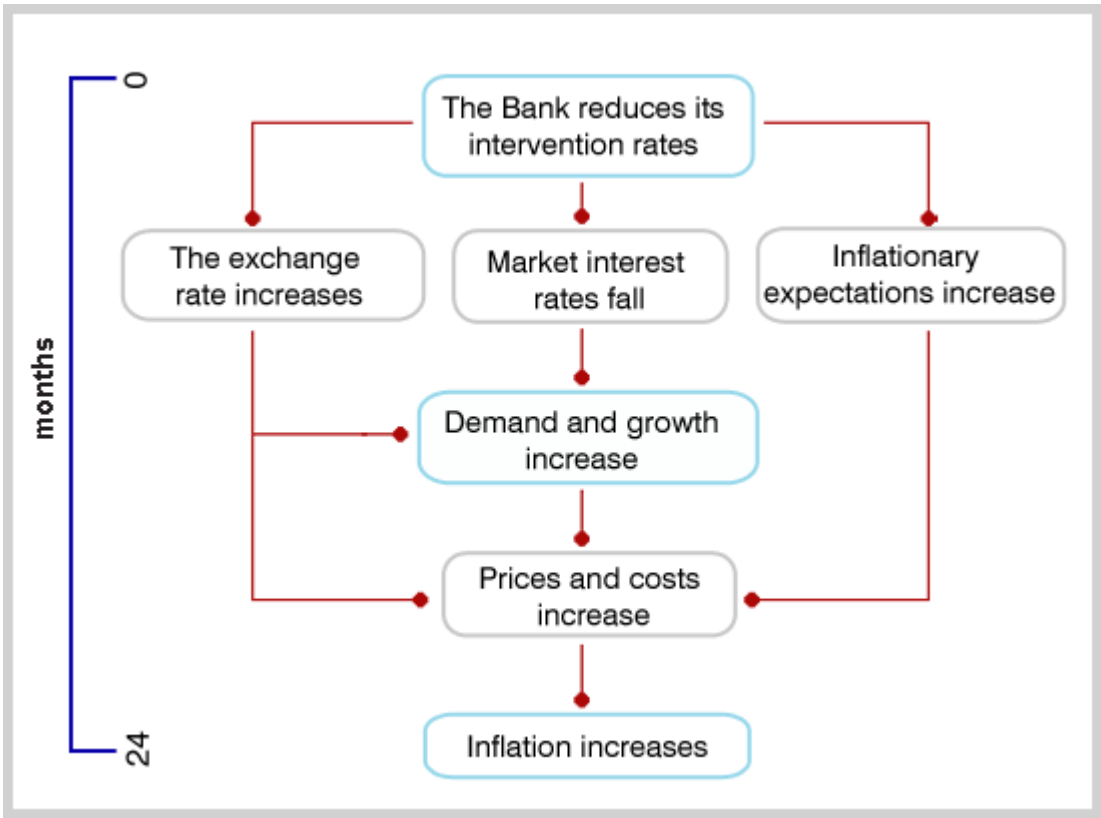 0
The Bank reduces its
intervention rates
The exchange
rate increases
Market interest
rates fall
Inflationary
expectations increase
months
Demand and growth
increase
Prices and costs
increase
Inflation increases
24